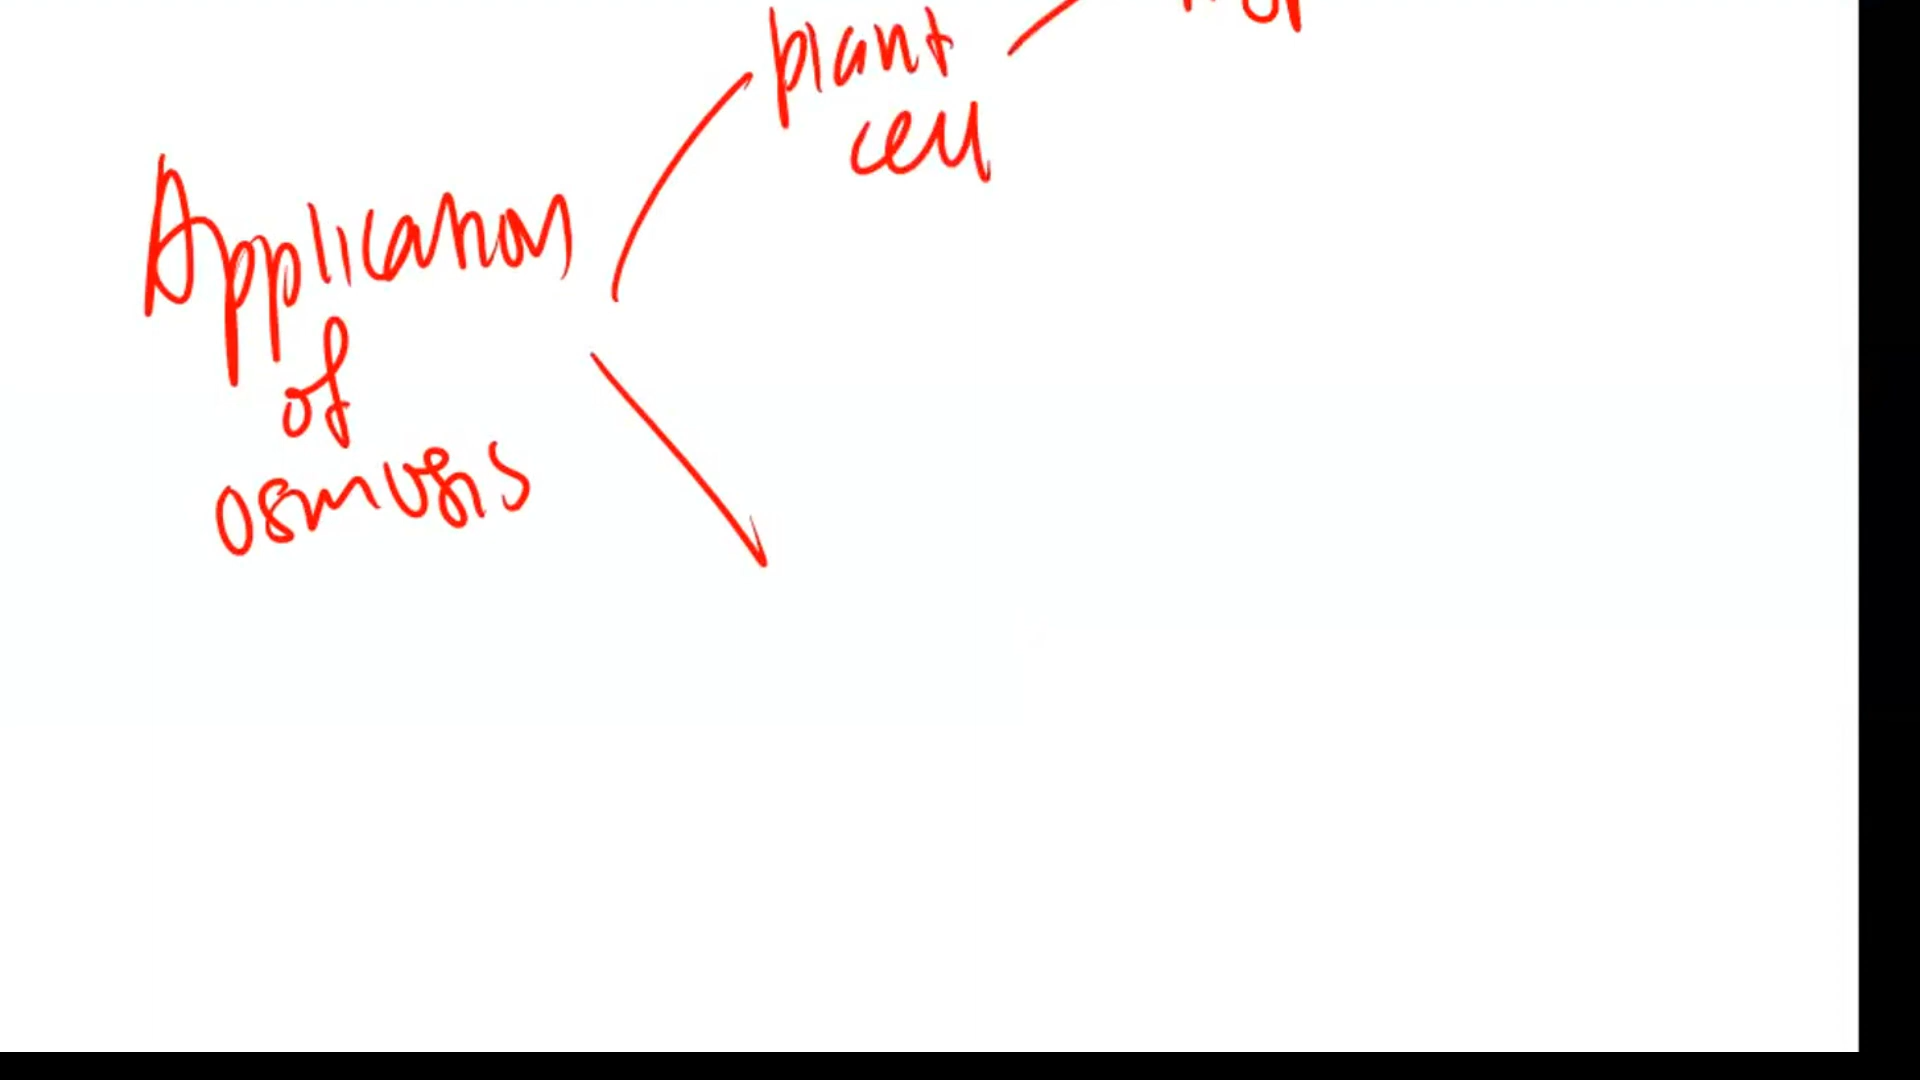 plant
cell
Application
of
osmosis